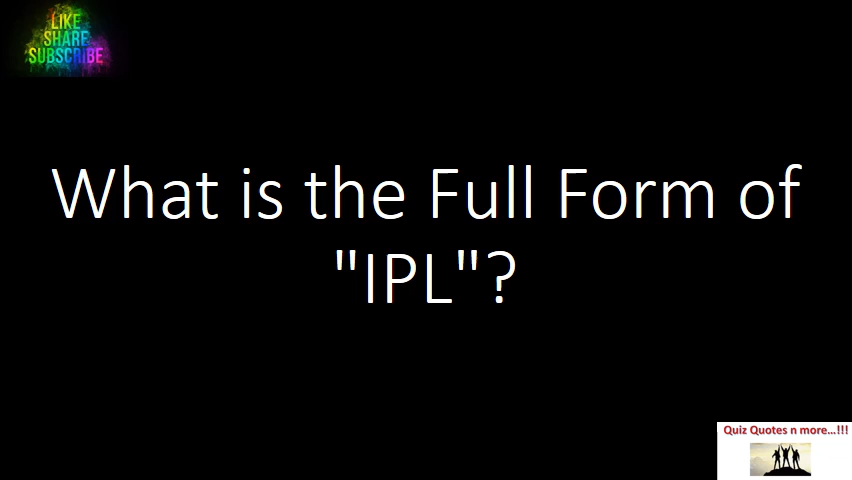 LIKE
SHARE
SUBSCRIBE
What is the Full Form of
"IPL"?
Quiz Quotes n more...!!!